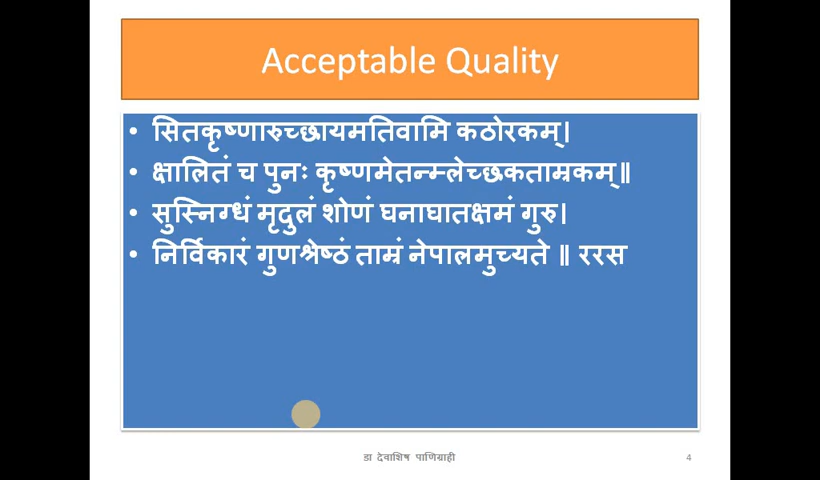 Acceptable Quality
• सितकृष्णारुच्छायमतिवामि कठोरकम्।
• क्षालितं च पुनः कृष्णमेतन्म्लेच्छकताम्रकम्॥
• सुस्निग्धं मृदुलं शोणं घनाघातक्षमं गुरु।
• निर्विकारं गुणश्रेष्ठं ताम्रं नेपालमुच्यते ॥ ररस
डा देवाशिष पाणिग्राही
4